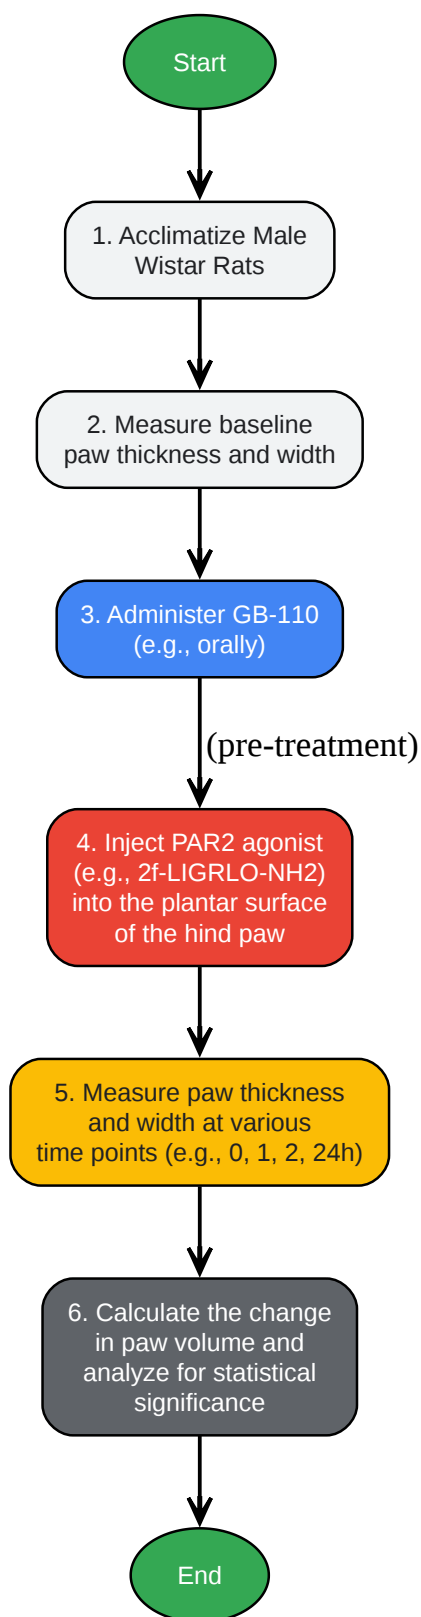 Start
1. Acclimatize Male
Wistar Rats
2. Measure baseline
paw thickness and width
3. Administer GB-110
(e.g., orally)
(pre-treatment)
4. Inject PAR2 agonist
(e.g., 2f-LIGRLO-NH2)
into the plantar surface
of the hind paw
5. Measure paw thickness
and width at various
time points (e.g., 0, 1, 2, 24h)
6. Calculate the change
in paw volume and
analyze for statistical
significance
End